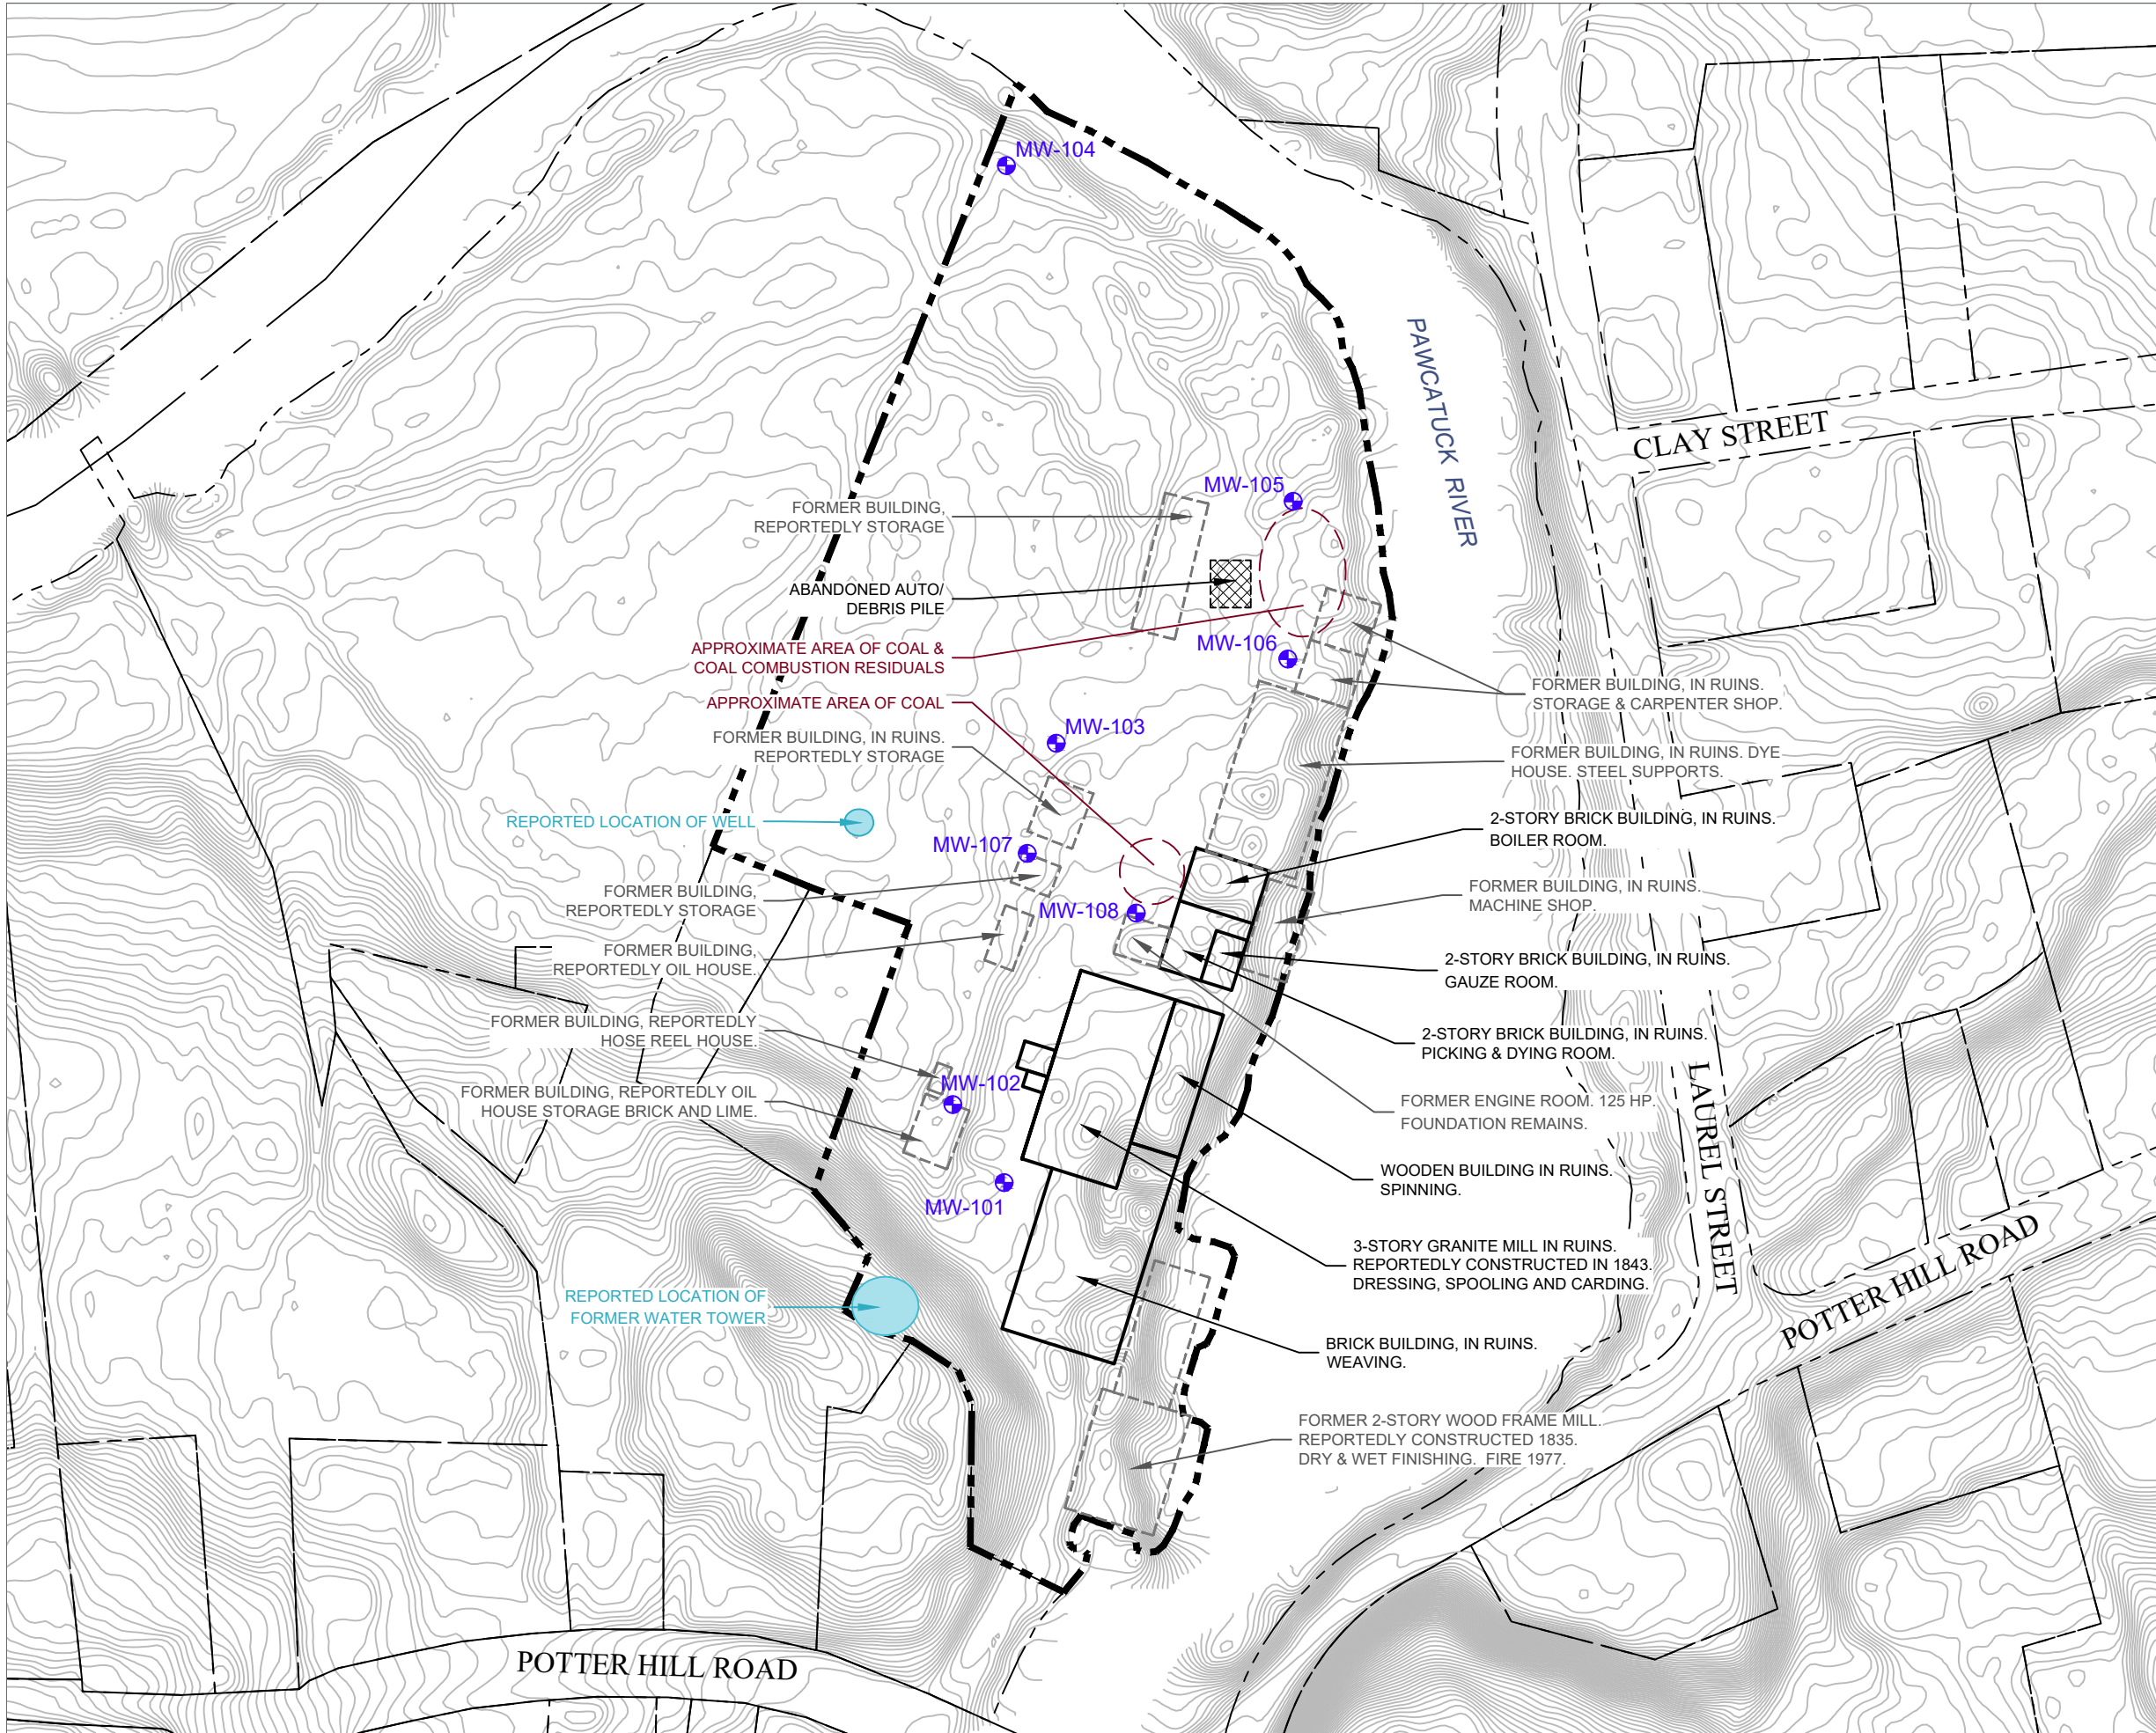 MW-104
PAWCATUCK RIVER
CLAY STREET
MW-105
FORMER BUILDING,
REPORTEDLY STORAGE
ABANDONED AUTO/
DEBRIS PILE
APPROXIMATE AREA OF COAL &
COAL COMBUSTION RESIDUALS
MW-106
APPROXIMATE AREA OF COAL
FORMER BUILDING, IN RUINS.
STORAGE & CARPENTER SHOP.
MW-103
FORMER BUILDING, IN RUINS.
REPORTEDLY STORAGE
FORMER BUILDING, IN RUINS. DYE
HOUSE. STEEL SUPPORTS.
REPORTED LOCATION OF WELL
2-STORY BRICK BUILDING, IN RUINS.
BOILER ROOM.
MW-107
FORMER BUILDING,
REPORTEDLY STORAGE
FORMER BUILDING, IN RUINS.
MACHINE SHOP.
MW-108
FORMER BUILDING,
REPORTEDLY OIL HOUSE.
2-STORY BRICK BUILDING, IN RUINS.
GAUZE ROOM.
FORMER BUILDING, REPORTEDLY
HOSE REEL HOUSE.
2-STORY BRICK BUILDING, IN RUINS.
PICKING & DYING ROOM.
MW-102
FORMER BUILDING, REPORTEDLY OIL
HOUSE STORAGE BRICK AND LIME.
FORMER ENGINE ROOM. 125 HP.
FOUNDATION REMAINS.
LAUREL STREET
WOODEN BUILDING IN RUINS.
SPINNING.
MW-101
3-STORY GRANITE MILL IN RUINS.
REPORTEDLY CONSTRUCTED IN 1843.
DRESSING, SPOOLING AND CARDING.
POTTER HILL ROAD
REPORTED LOCATION OF
FORMER WATER TOWER
BRICK BUILDING, IN RUINS.
WEAVING.
FORMER 2-STORY WOOD FRAME MILL.
REPORTEDLY CONSTRUCTED 1835.
DRY & WET FINISHING. FIRE 1977.
POTTER HILL ROAD